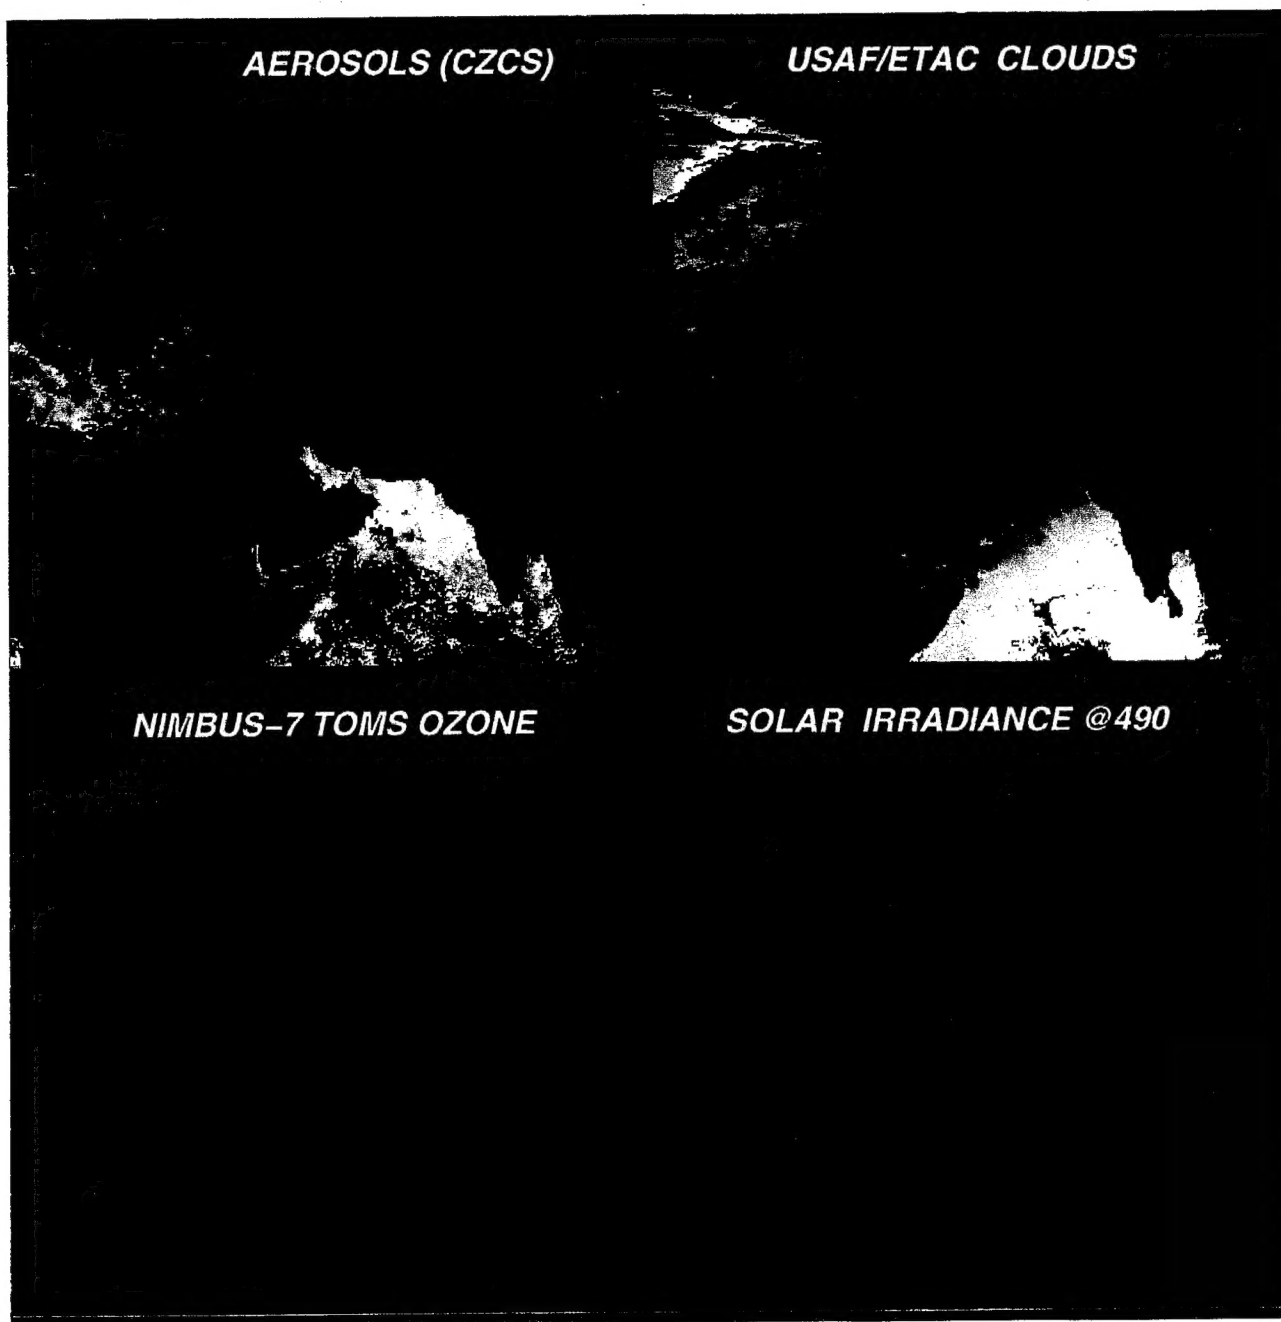 AEROSOLS (CZCS)
USAF/ETAC CLOUDS
NIMBUS-7 TOMS OZONE
SOLAR IRRADIANCE @490